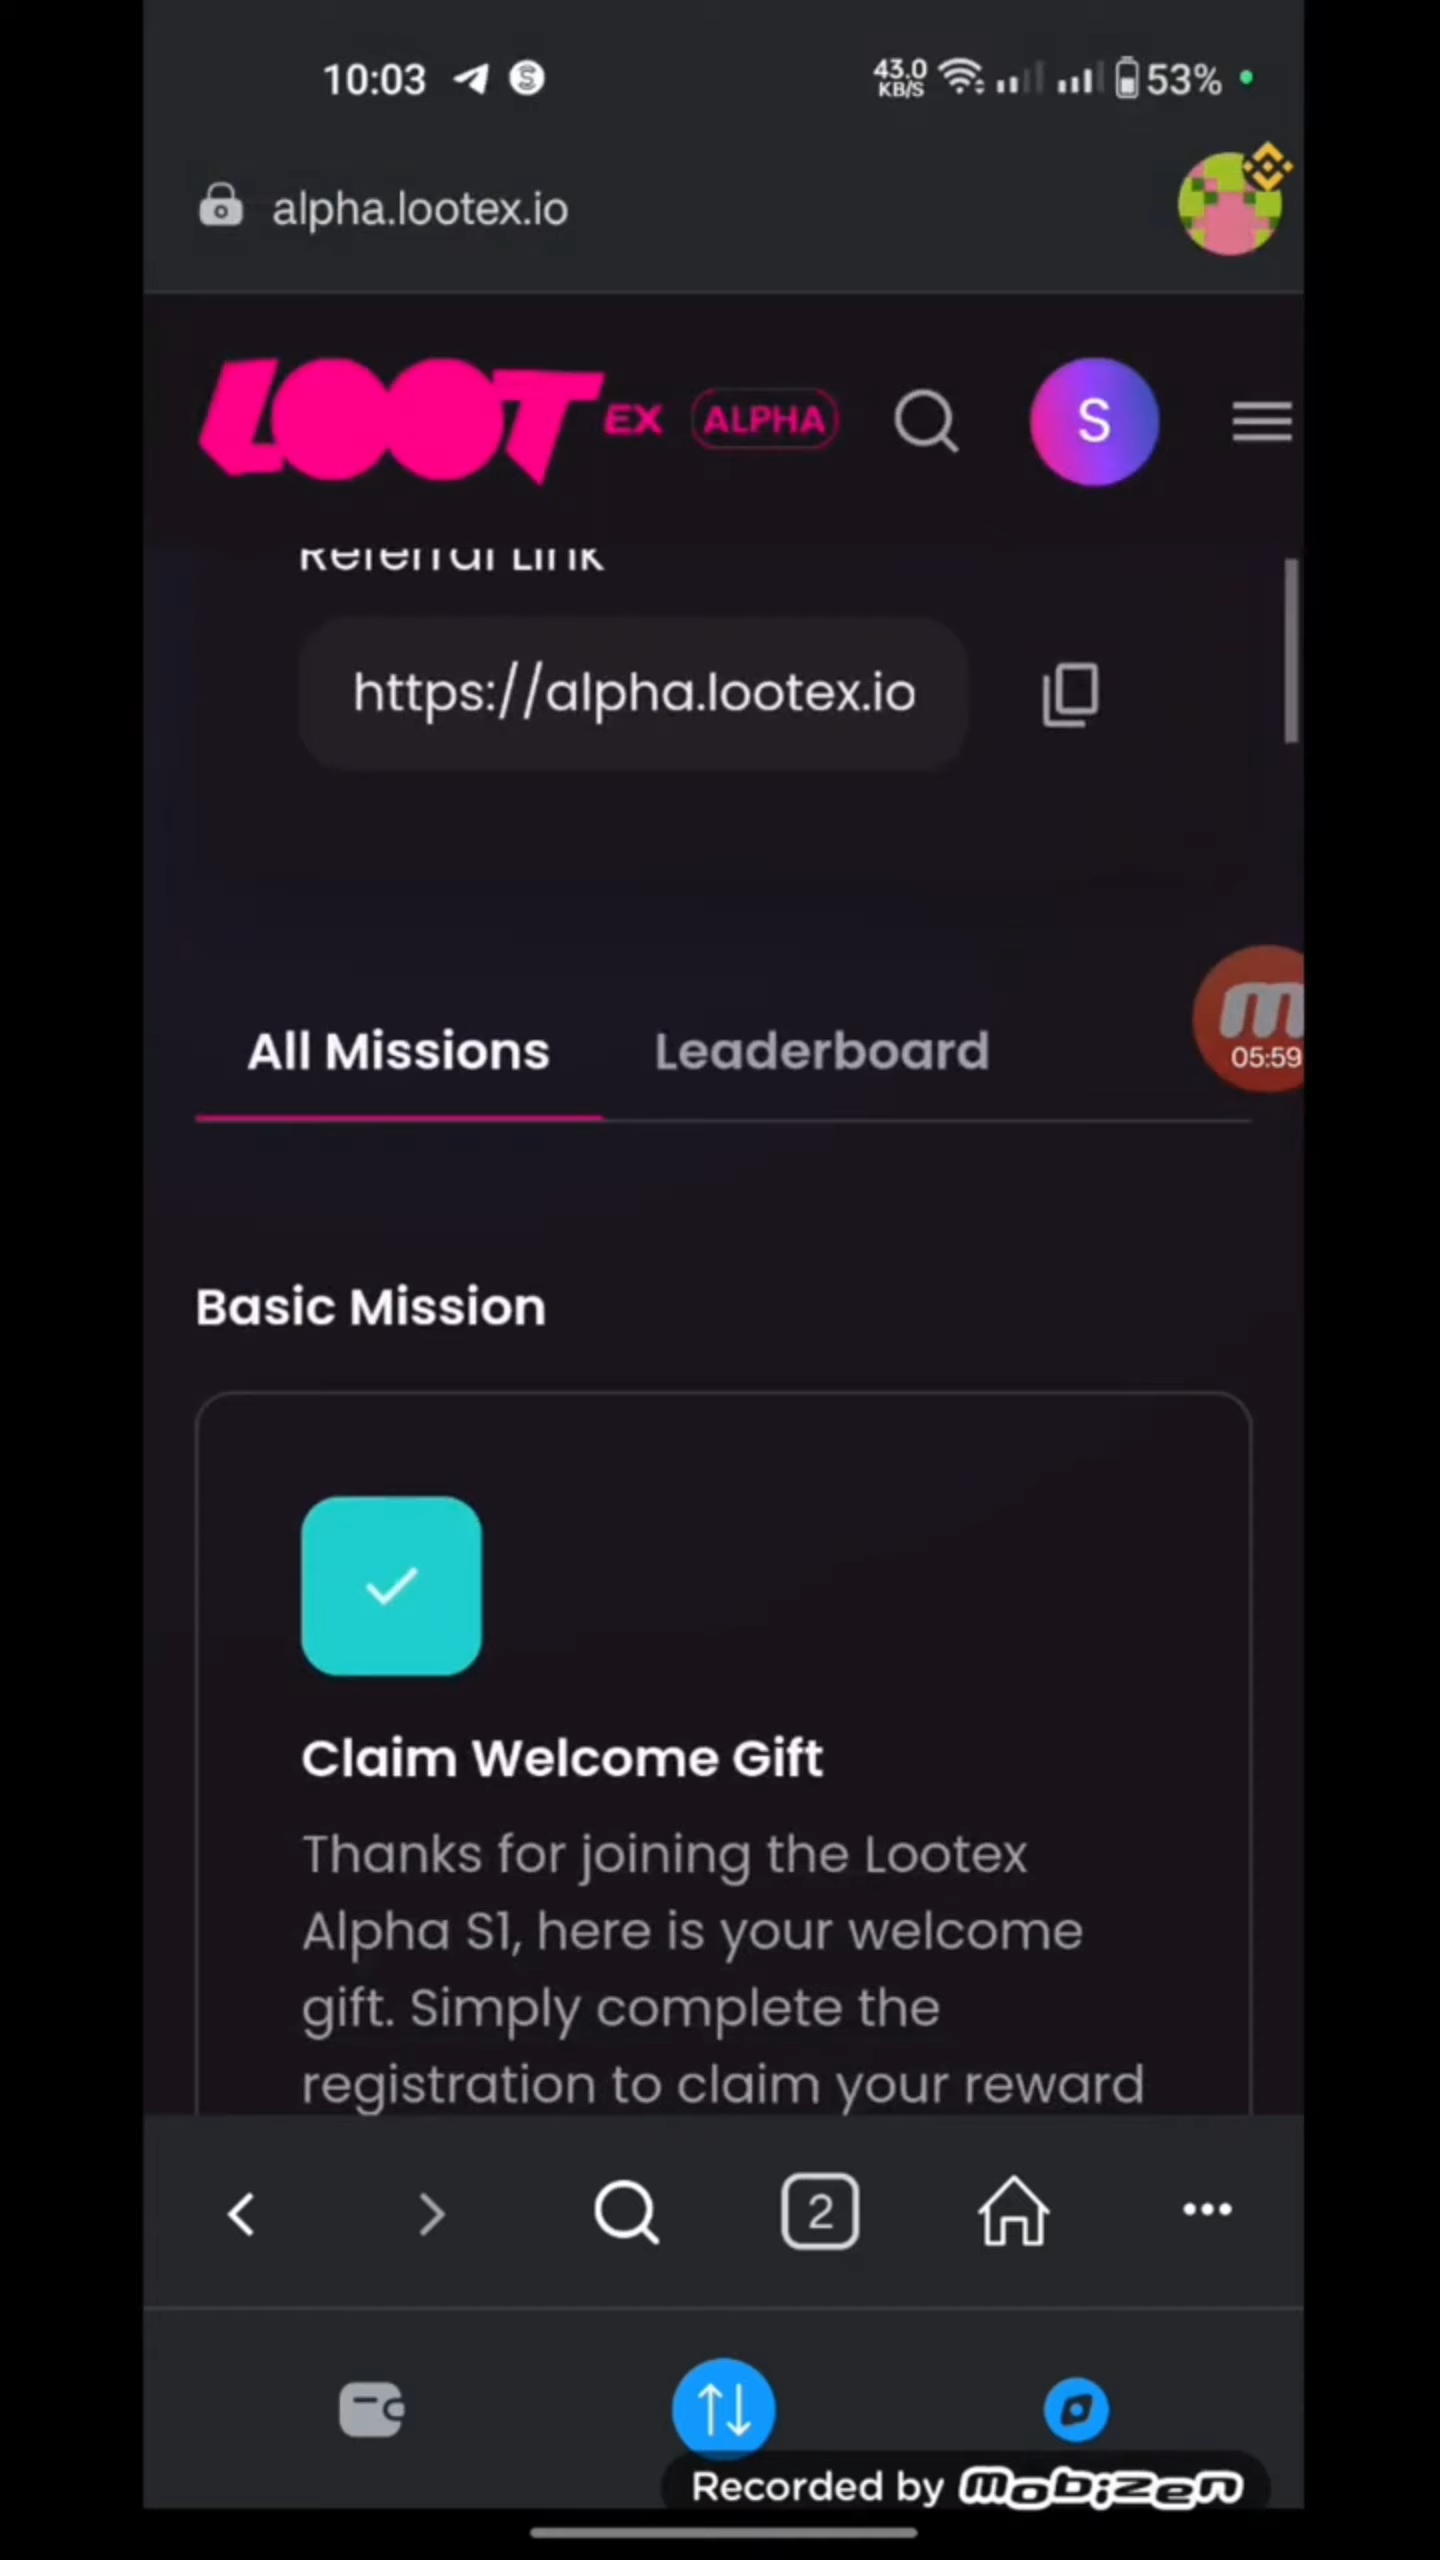 10:03
43.0
KB/S
53%
alpha.lootex.io
LOOT EX ALPHA
S
Referral Link
https://alpha.lootex.io
All Missions
Leaderboard
m
05:59
Basic Mission
Claim Welcome Gift
Thanks for joining the Lootex
Alpha S1, here is your welcome
gift. Simply complete the
registration to claim your reward
2
Recorded by mobizen